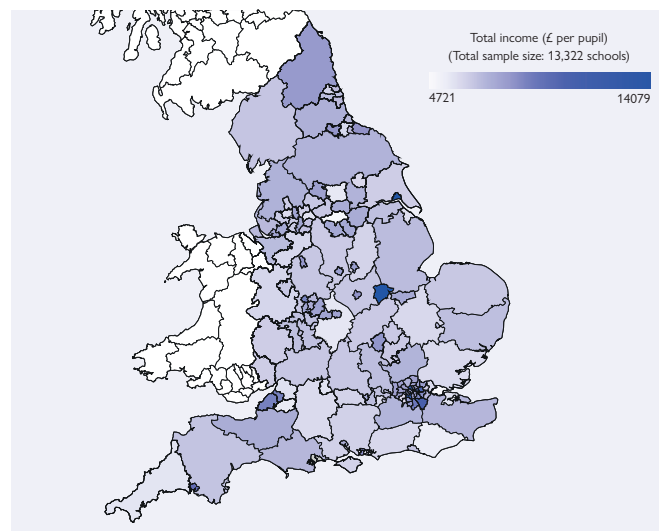 Total income (£ per pupil)
(Total sample size: 13,322 schools)
4721 14079